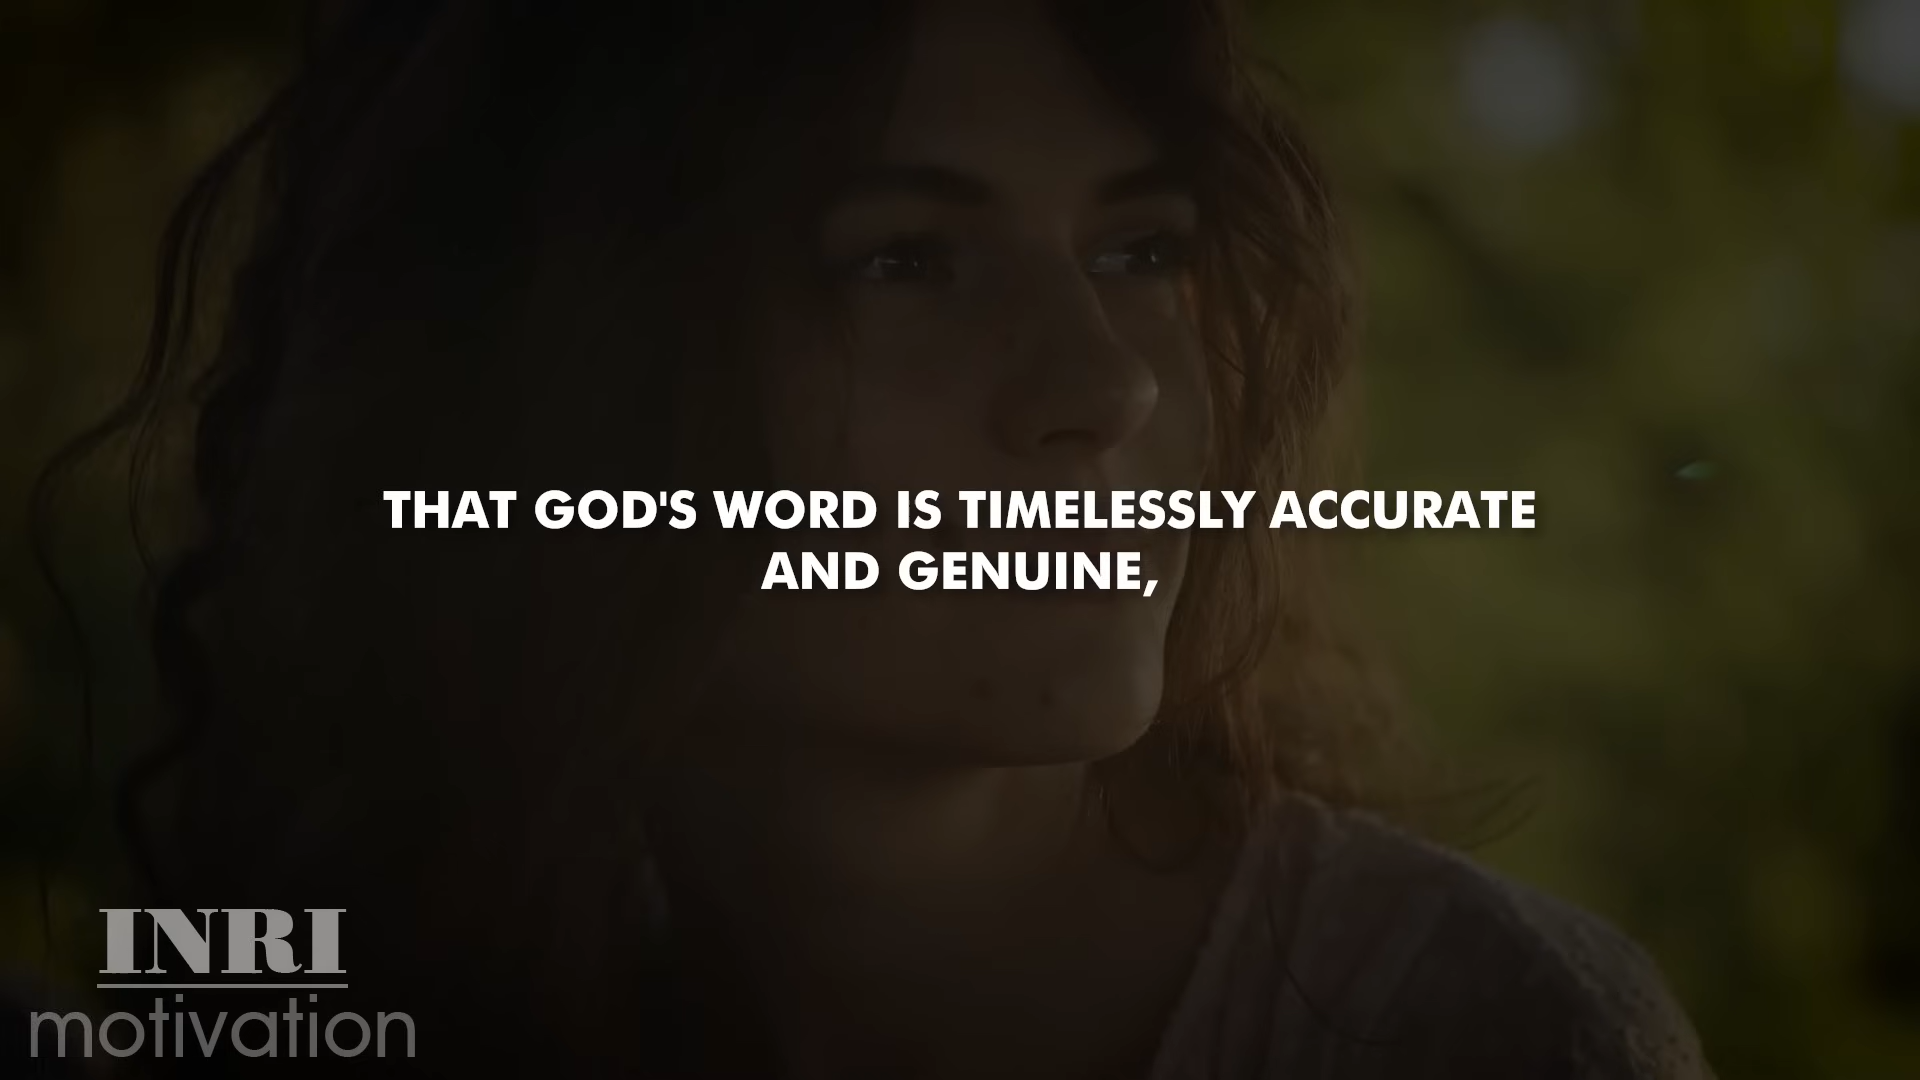 THAT GOD'S WORD IS TIMELESSLY ACCURATE
AND GENUINE,
INRI
motivation